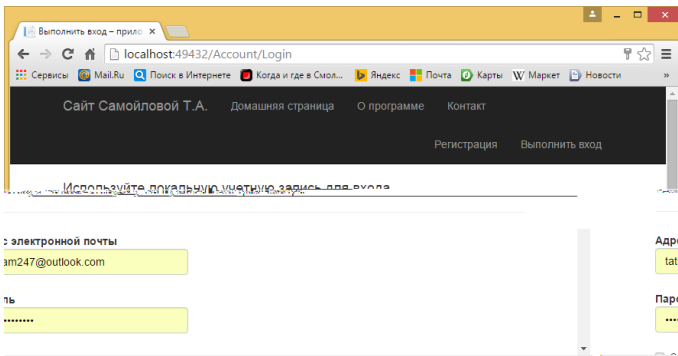 Выполнить вход – прило
localhost:49432/Account/Login
Сервисы Mail.Ru Поиск в Интернете Когда и где в Смол... Яндекс Почта Карты Маркет Новости »
Сайт Самойловой Т.А. Домашняя страница О программе Контакт
Регистрация Выполнить вход
Используйте локальную учетную запись для входа
с электронной почты Адре
am247@outlook.com tat
ль Паро